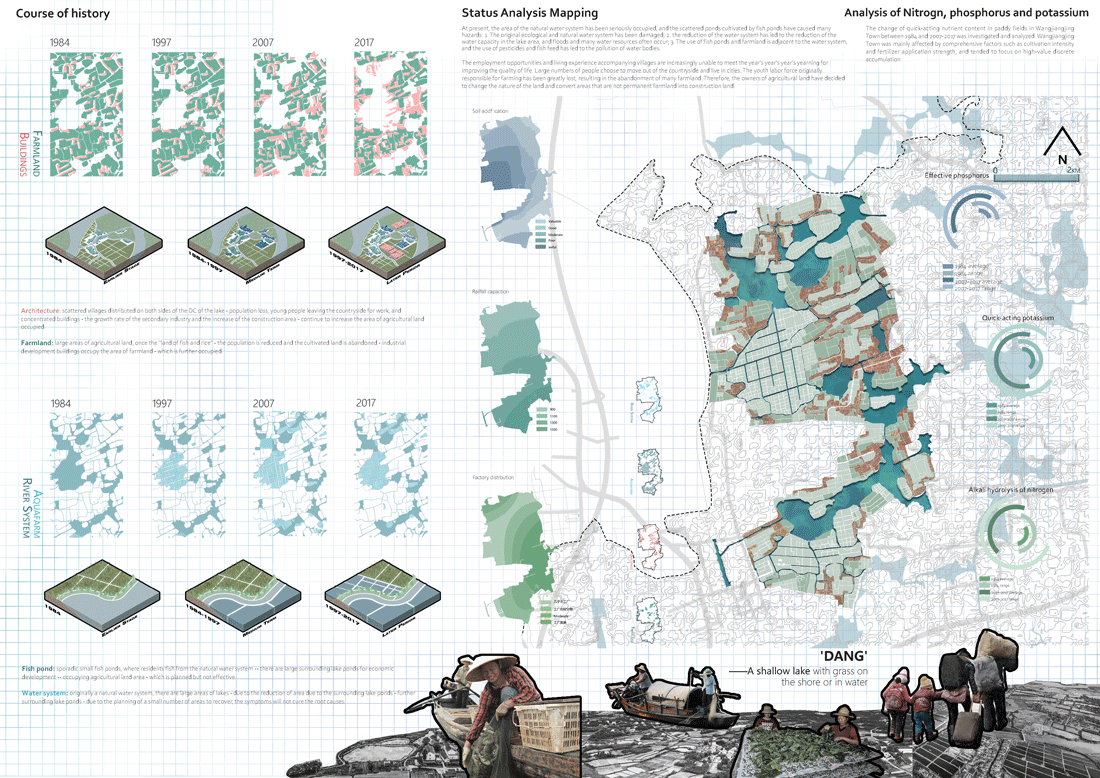 Course of history
1984
1997
2007
2017
FARMLAND
BUILDINGS
1984
EARLIER STAGE
1984-1997
MIDDLE TERM
1997-2017
LATER PERIOD
Architecture: scattered villages distributed on both sides of the DC of the lake - population loss, young people leaving the countryside for work, and
concentrated buildings - the growth rate of the secondary industry and the increase of the construction area - continue to increase the area of agricultural land
occupied.
Farmland: large areas of agricultural land, once the "land of fish and rice" - the population is reduced and the cultivated land is abandoned - industrial
development buildings occupy the area of farmland - which is further occupied
1984
1997
2007
2017
AQUAFARM
RIVER SYSTEM
1984
EARLIER STAGE
1984-1997
MIDDLE TERM
1997-2017
LATER PERIOD
Fish pond: sporadic small fish ponds, where residents fish from the natural water system -- there are large surrounding lake ponds for economic
development -- occupying agricultural land area - which is planned but not effective.
Water system: originally a natural water system, there are large areas of lakes - due to the reduction of area due to the surrounding lake ponds - further
surrounding lake ponds - due to the planning of a small number of areas to recover, the symptoms will not cure the root causes.
Status Analysis Mapping
At present, the area of the natural water system has been seriously occupied, and the scattered ponds cultivated by fish ponds have caused many
hazards: 1. the original ecological and natural water system has been damaged; 2. the reduction of the water system has led to the reduction of the
water capacity in the lake area, and floods and many water resources often occur; 3. The use of fish ponds and farmland is adjacent to the water system,
and the use of pesticides and fish feed has led to the pollution of water bodies.
The employment opportunities and living experience accompanying villages are increasingly unable to meet the year's year's year's yearning for
improving the quality of life. Large numbers of people choose to move out of the countryside and live in cities. The youth labor force originally
responsible for farming has been greatly lost, resulting in the abandonment of many farmland. Therefore, the owners of agricultural land have decided
to change the nature of the land and convert areas that are not permanent farmland into construction land.
Analysis of Nitrogn, phosphorus and potassium
The change of quick-acting nutrient content in paddy fields in Wangjiangjing
Town between 1984 and 2007-2017 was investigated and analyzed. Wangjiangjing
Town was mainly affected by comprehensive factors such as cultivation intensity
and fertilizer application strength, and tended to focus on high-value discrete
accumulation.
Soil acidification
Rainfall capacition
Factory distribution
N
0
2KM
Effective phosphorus
1984 average
1984 range
2007-2017 average
2007-2017 range
Quick-acting potassium
Alkali hydrolysis of nitrogen
'DANG'
—A shallow lake with grass on
the shore or in water